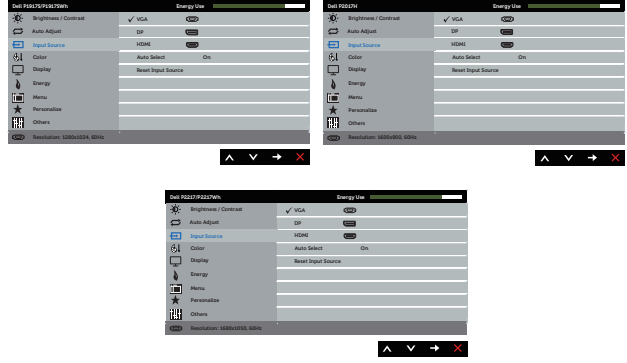 Dell P1917S/P1917SWh Energy Use
Brightness / Contrast ✓ VGA
Auto Adjust DP
Input Source HDMI
Color Auto Select On
Display Reset Input Source
Energy
Menu
Personalize
Others
Resolution: 1280x1024, 60Hz
Dell P2017H Energy Use
Brightness / Contrast ✓ VGA
Auto Adjust DP
Input Source HDMI
Color Auto Select On
Display Reset Input Source
Energy
Menu
Personalize
Others
Resolution: 1600x900, 60Hz
Dell P2217/P2217Wh Energy Use
Brightness / Contrast ✓ VGA
Auto Adjust DP
Input Source HDMI
Color Auto Select On
Display Reset Input Source
Energy
Menu
Personalize
Others
Resolution: 1680x1050, 60Hz